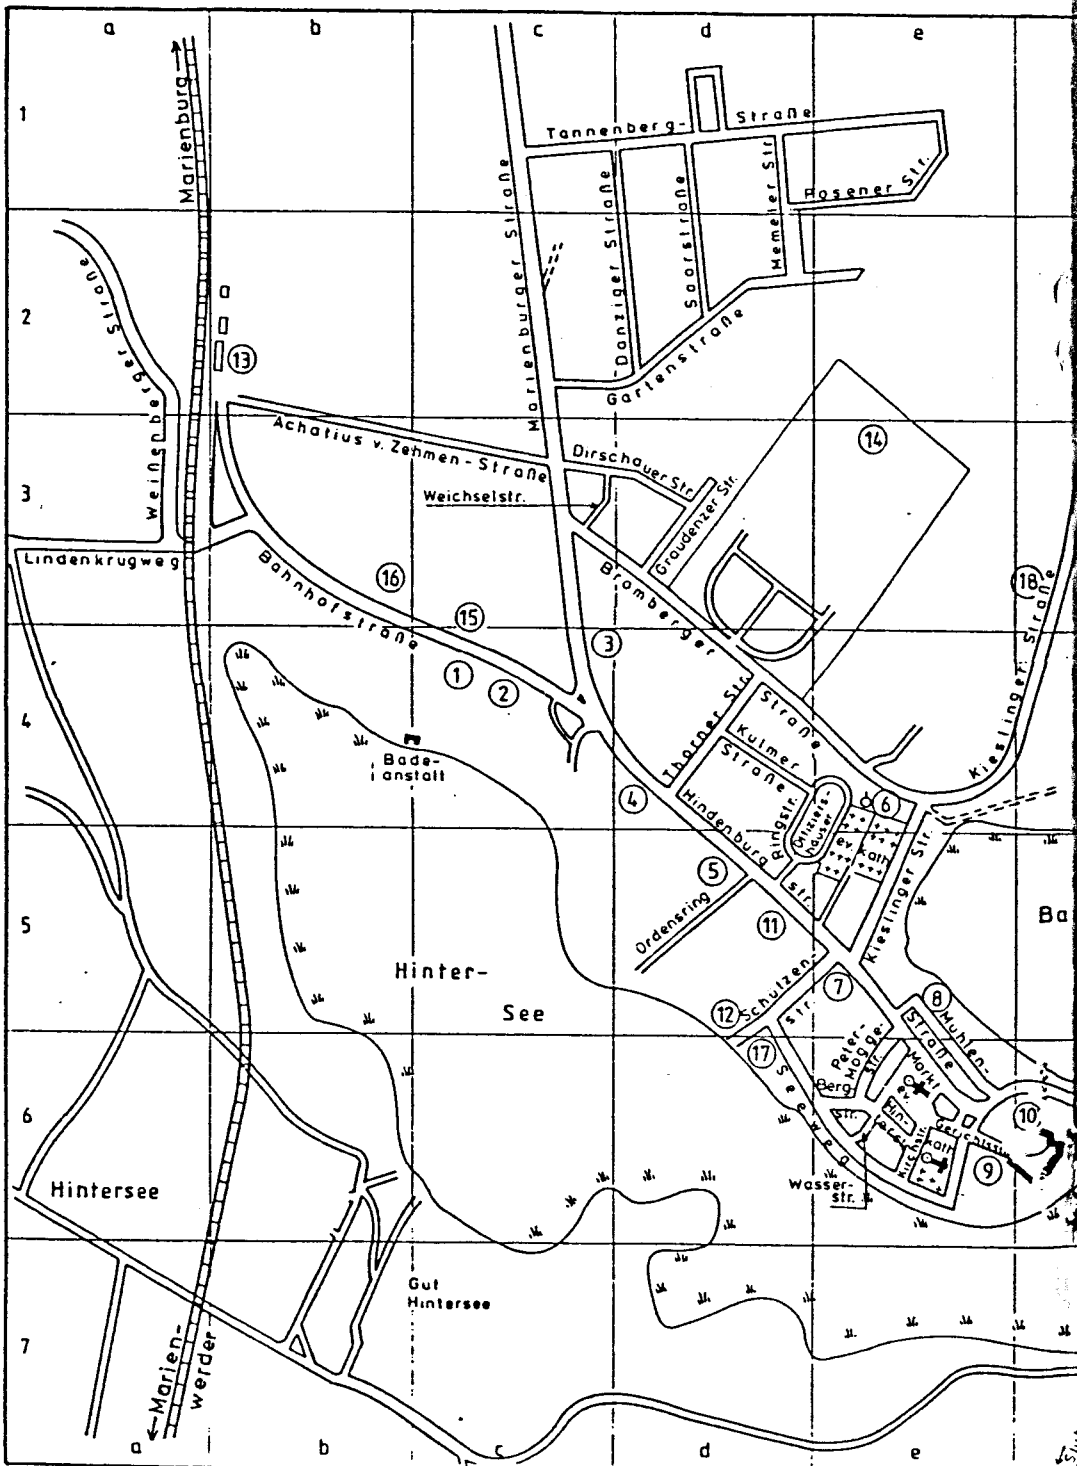 a
b
c
d
e
1
2
3
4
5
6
7
Marienburg
Tannenberg-
Straße
Posener Str.
Memeler Str.
Saarstraße
Danziger Straße
Marienburger Straße
Gartenstraße
Weißenberger Straße
13
14
Achatius v. Zehmen-Straße
Dirschauer Str.
Weichselstr.
Graudenzer Str.
Lindenkrugweg
Bahnhofstraße
16
15
18
Bromberger
Straße
Kieslinger Straße
1
2
3
4
Bade-
anstalt
Thorner Str.
Kulmer
Straße
Ringstr.
Offiziers-
häuser
6
ev.
kath
Hindenburg
str.
Kieslinger Str.
5
Ordensring
11
Ba
Hinter-
See
12
Schützen-
str.
7
8
Mühlen-
Straße
17
Seeweg
Peter-
Mogge-
str.
Markt
ev.
Berg-
str.
Hin-
Kirchstr.
kath
10
9
Wasser-
str.
Hintersee
Gut
Hintersee
Marien-
werder
a
b
c
d
e